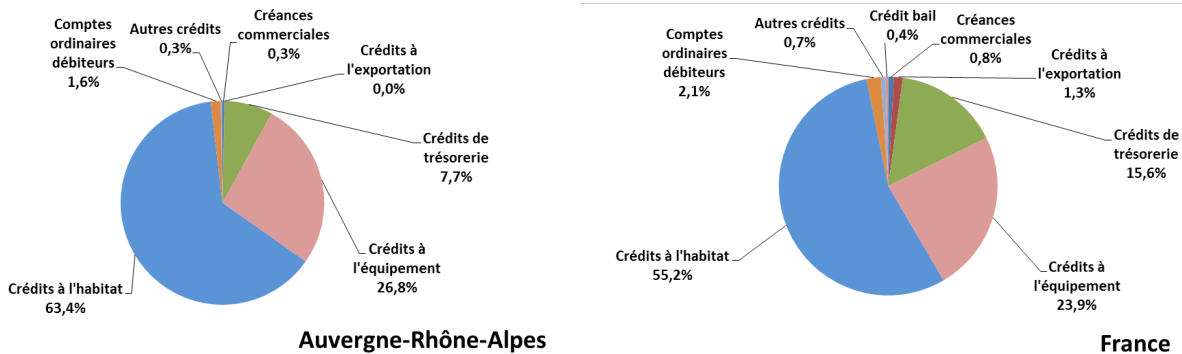 Comptes
ordinaires
débiteurs
1,6%
Autres crédits
0,3%
Créances
commerciales
0,3%
Crédits à
l'exportation
0,0%
Crédits de
trésorerie
7,7%
Crédits à
l'équipement
26,8%
Crédits à l'habitat
63,4%
Auvergne-Rhône-Alpes
Comptes
ordinaires
débiteurs
2,1%
Autres crédits
0,7%
Crédit bail
0,4%
Créances
commerciales
0,8%
Crédits à
l'exportation
1,3%
Crédits de
trésorerie
15,6%
Crédits à
l'équipement
23,9%
Crédits à l'habitat
55,2%
France